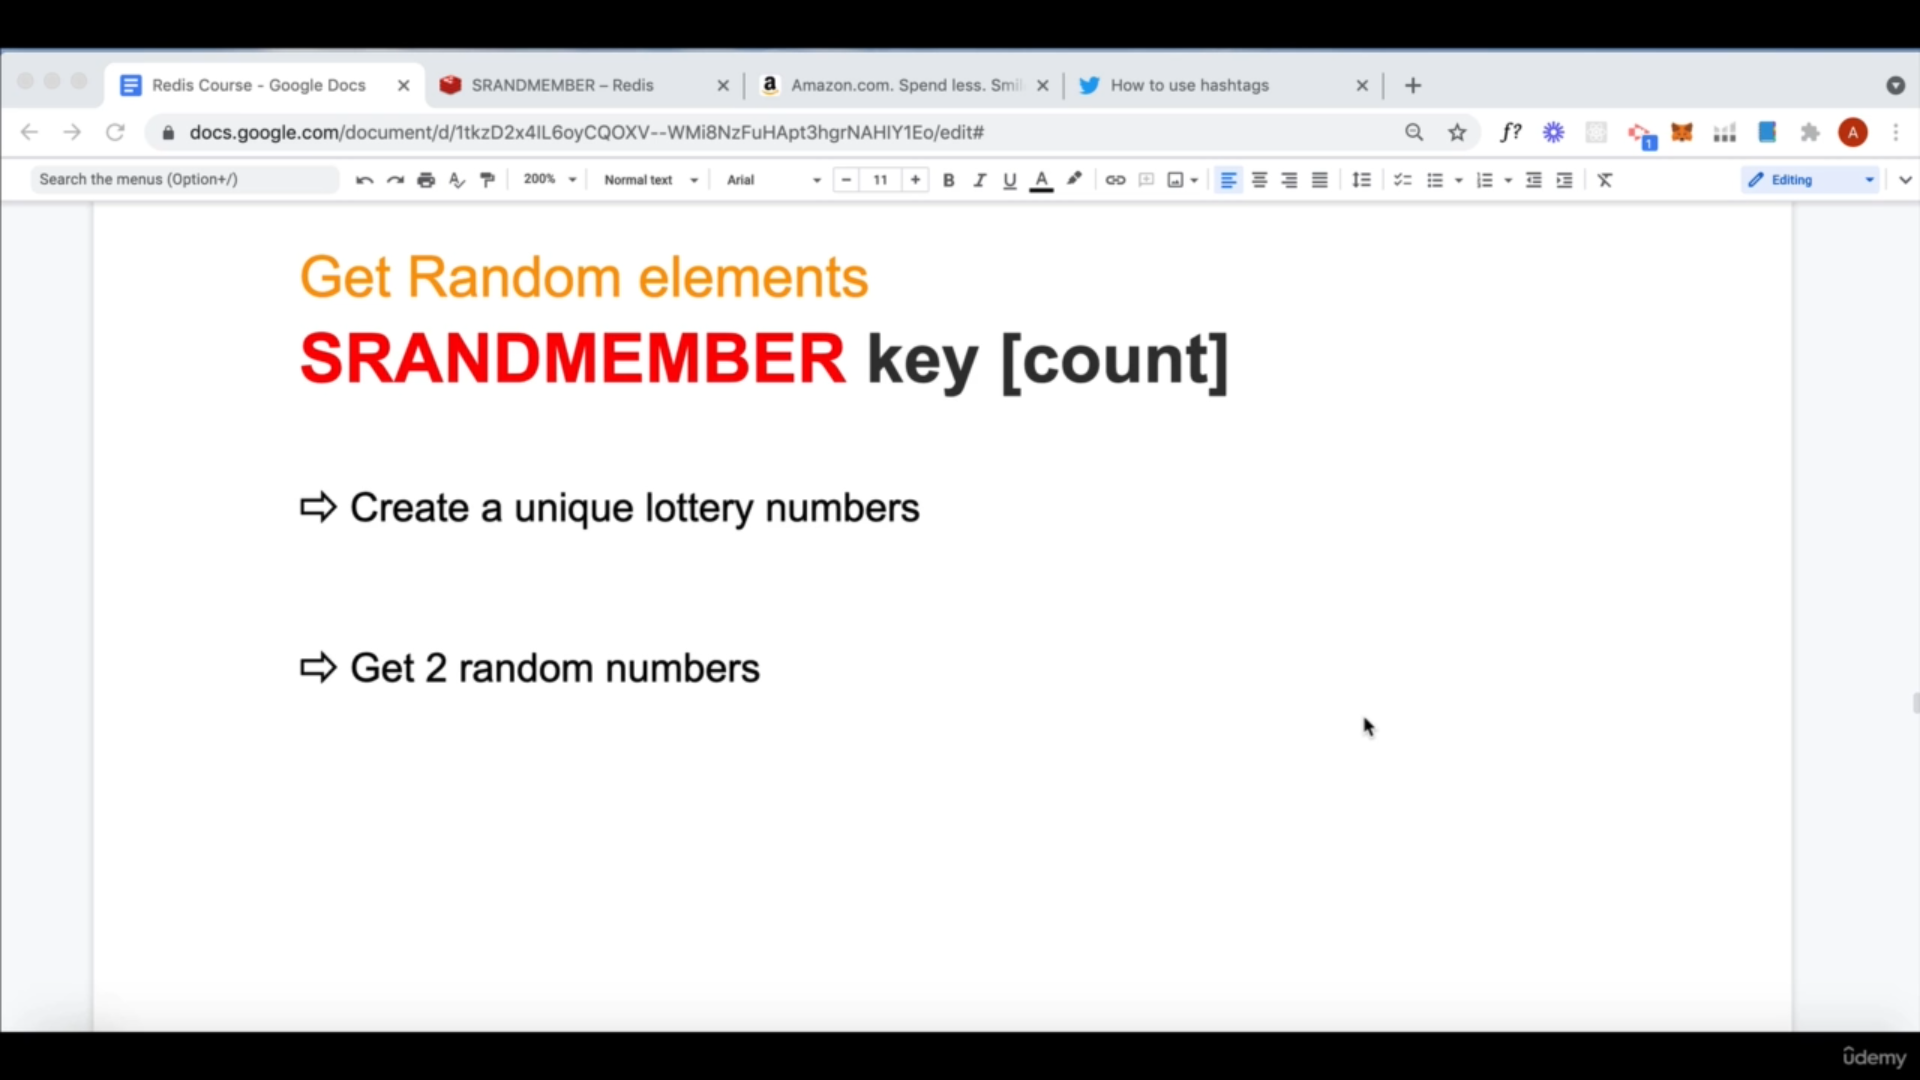 Redis Course - Google Docs
SRANDMEMBER – Redis
Amazon.com. Spend less. Smi
How to use hashtags
docs.google.com/document/d/1tkzD2x4IL6oyCQOXV--WMi8NzFuHApt3hgrNAHIY1Eo/edit#
f?
1
A
Search the menus (Option+/)
200%
Normal text
Arial
11
B
I
U
A
Editing
Get Random elements
SRANDMEMBER key [count]
⇨ Create a unique lottery numbers
⇨ Get 2 random numbers
ûdemy